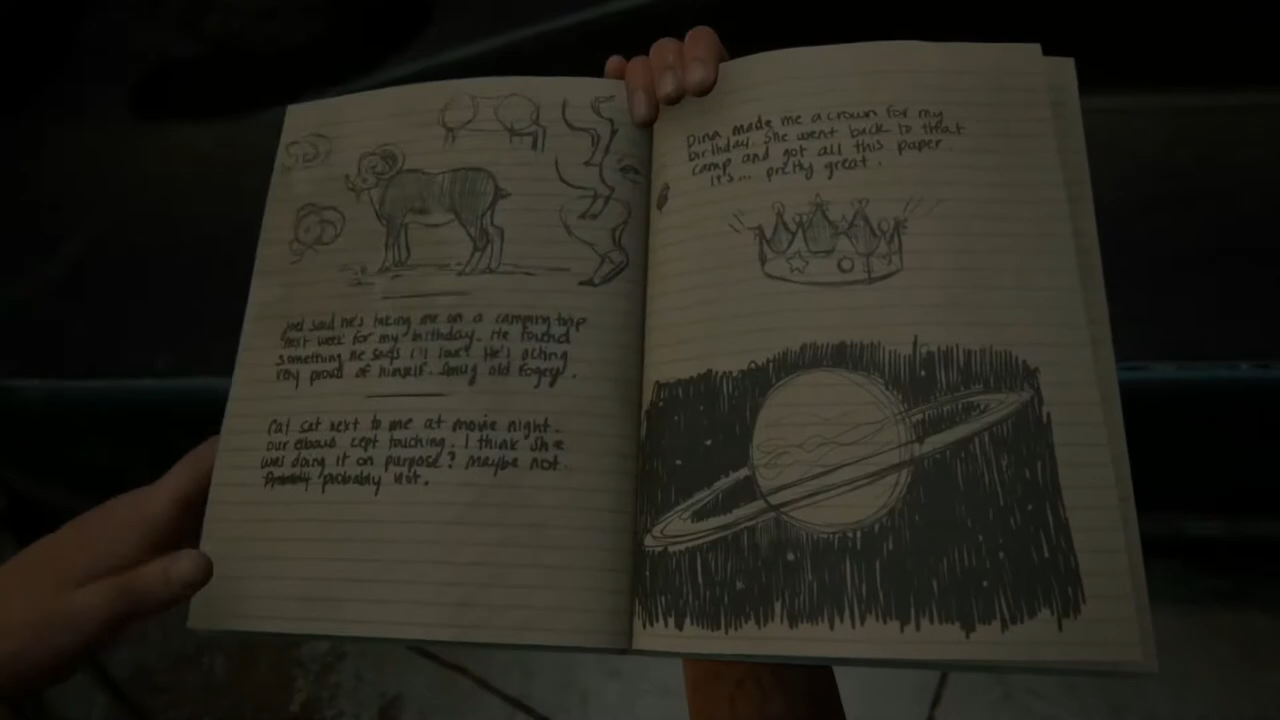 Joel said he's taking me on a camping trip
next week for my birthday. He found
something he says i'll love. He's acting
rey proud of himself. Smug old fogey.
Cat sat next to me at movie night.
our elbows kept touching. I think she
was doing it on purpose? Maybe not.
Probably probably not.
Dina made me a crown for my
birthday. She went back to that
camp and got all this paper.
It's... pretty great.